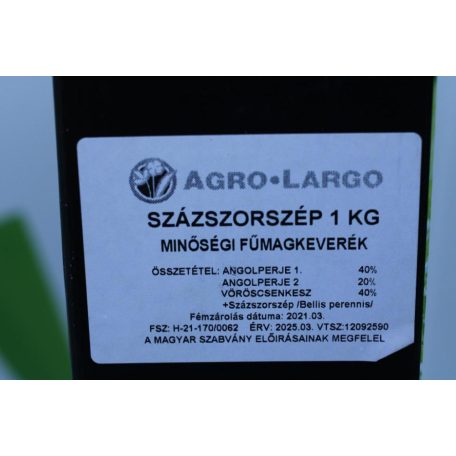 AGRO•LARGO
SZÁZSZORSZÉP 1 KG
MINŐSÉGI FŰMAGKEVERÉK
ÖSSZETÉTEL: ANGOLPERJE 1. 40%
ANGOLPERJE 2 20%
VÖRÖSCSENKESZ 40%
+Százszorszép /Bellis perennis/
Fémzárolás dátuma: 2021.03.
FSZ: H-21-170/0062 ÉRV: 2025.03. VTSZ:12092590
A MAGYAR SZABVÁNY ELŐIRÁSAINAK MEGFELEL